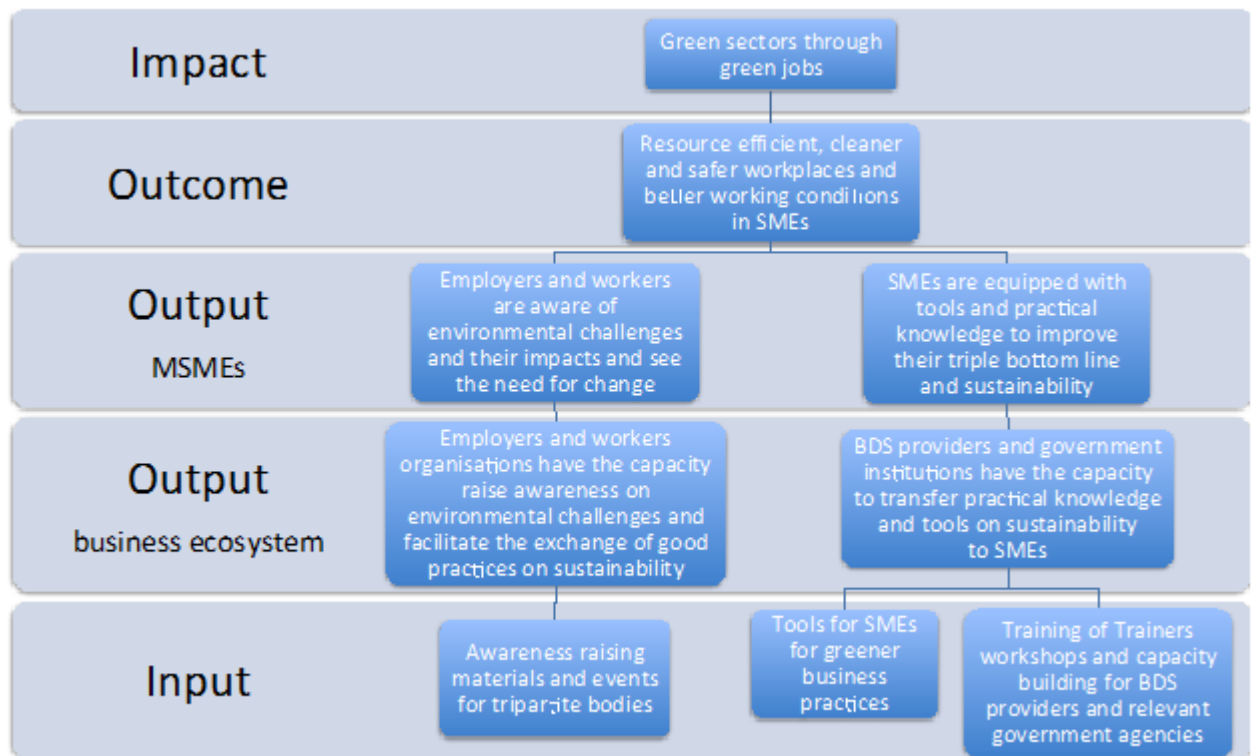 Impact
Green sectors through
green jobs
Outcome
Resource efficient, cleaner
and safer workplaces and
better working conditions
in SMEs
Output
MSMEs
Employers and workers
are aware of
environmental challenges
and their impacts and see
the need for change
SMEs are equipped with
tools and practical
knowledge to improve
their triple bottom line
and sustainability
Output
business ecosystem
Employers and workers
organisations have the capacity
raise awareness on
environmental challenges and
facilitate the exchange of good
practices on sustainability
BDS providers and government
institutions have the capacity
to transfer practical knowledge
and tools on sustainability
to SMEs
Input
Awareness raising
materials and events
for tripartite bodies
Tools for SMEs
for greener
business
practices
Training of Trainers
workshops and capacity
building for BDS
providers and relevant
government agencies